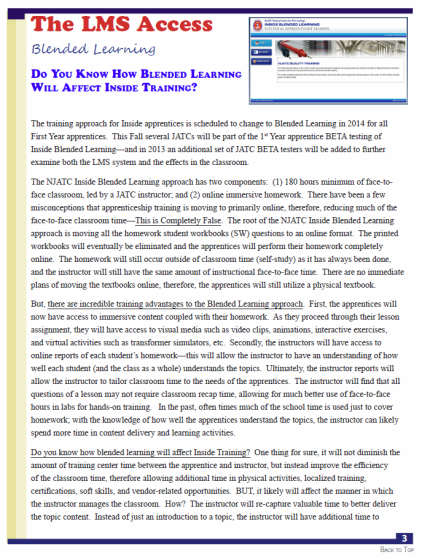 The LMS Access
Blended Learning
INSIDE BLENDED LEARNING
Do You Know How Blended Learning
Will Affect Inside Training?
The training approach for Inside apprentices is scheduled to change to Blended Learning in 2014 for all
First Year apprentices.  This Fall several JATCs will be part of the 1st Year apprentice BETA testing of
Inside Blended Learning—and in 2013 an additional set of JATC BETA testers will be added to further
examine both the LMS system and the effects in the classroom.
The NJATC Inside Blended Learning approach has two components:  (1) 180 hours minimum of face-to-
face classroom, led by a JATC instructor; and (2) online immersive homework.  There have been a few
misconceptions that apprenticeship training is moving to primarily online, therefore, reducing much of the
face-to-face classroom time—This is Completely False.  The root of the NJATC Inside Blended Learning
approach is moving all the homework student workbooks (SW) questions to an online format.  The printed
workbooks will eventually be eliminated and the apprentices will perform their homework completely
online.  The homework will still occur outside of classroom time (self-study) as it has always been done,
and the instructor will still have the same amount of instructional face-to-face time.  There are no immediate
plans of moving the textbooks online, therefore, the apprentices will still utilize a physical textbook.
But, there are incredible training advantages to the Blended Learning approach.  First, the apprentices will
now have access to immersive content coupled with their homework.  As they proceed through their lesson
assignment, they will have access to visual media such as video clips, animations, interactive exercises,
and virtual activities such as transformer simulators, etc.  Secondly, the instructors will have access to
online reports of each student's homework—this will allow the instructor to have an understanding of how
well each student (and the class as a whole) understands the topics.  Ultimately, the instructor reports will
allow the instructor to tailor classroom time to the needs of the apprentices.  The instructor will find that all
questions of a lesson may not require classroom recap time, allowing for much better use of face-to-face
hours in labs for hands-on training.   In the past, often times much of the school time is used just to cover
homework; with the knowledge of how well the apprentices understand the topics, the instructor can likely
spend more time in content delivery and learning activities.
Do you know how blended learning will affect Inside Training?  One thing for sure, it will not diminish the
amount of training center time between the apprentice and instructor, but instead improve the efficiency
of the classroom time, therefore allowing additional time in physical activities, localized training,
certifications, soft skills, and vendor-related opportunities.  BUT, it likely will affect the manner in which
the instructor manages the classroom.  How?  The instructor will re-capture valuable time to better deliver
the topic content.  Instead of just an introduction to a topic, the instructor will have additional time to
3
Back to Top